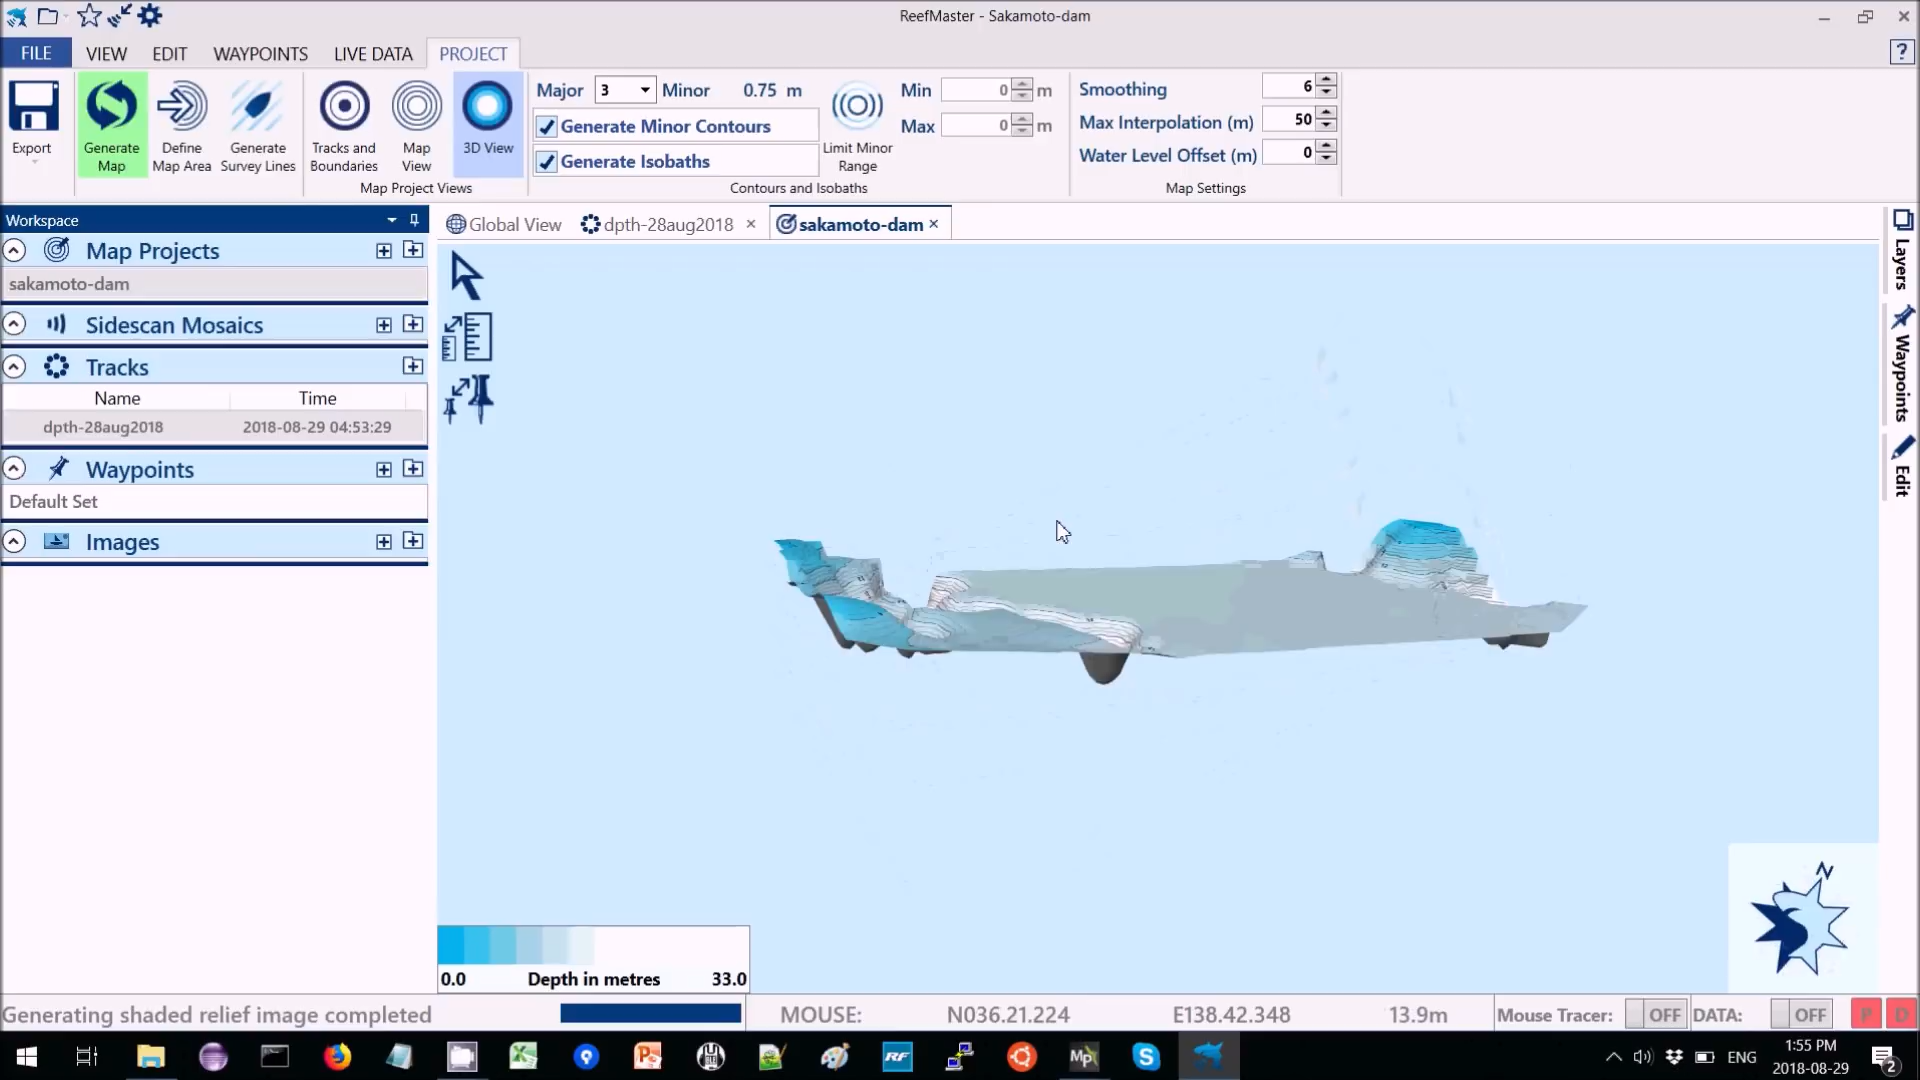 ReefMaster - Sakamoto-dam
FILE VIEW EDIT WAYPOINTS LIVE DATA PROJECT ?
Export
Generate Map
Define Map Area
Generate Survey Lines
Tracks and Boundaries
Map View
3D View
Map Project Views
Major 3 Minor 0.75 m
Generate Minor Contours
Generate Isobaths
Limit Minor Range
Min 0 m
Max 0 m
Contours and Isobaths
Smoothing 6
Max Interpolation (m) 50
Water Level Offset (m) 0
Map Settings
Workspace
Map Projects
sakamoto-dam
Sidescan Mosaics
Tracks
Name Time
dpth-28aug2018 2018-08-29 04:53:29
Waypoints
Default Set
Images
Global View dpth-28aug2018 sakamoto-dam
Layers
Waypoints
Edit
N
0.0 Depth in metres 33.0
Generating shaded relief image completed MOUSE: N036.21.224 E138.42.348 13.9m Mouse Tracer: OFF DATA: OFF P D
RF Mp ENG 1:55 PM
2018-08-29 2